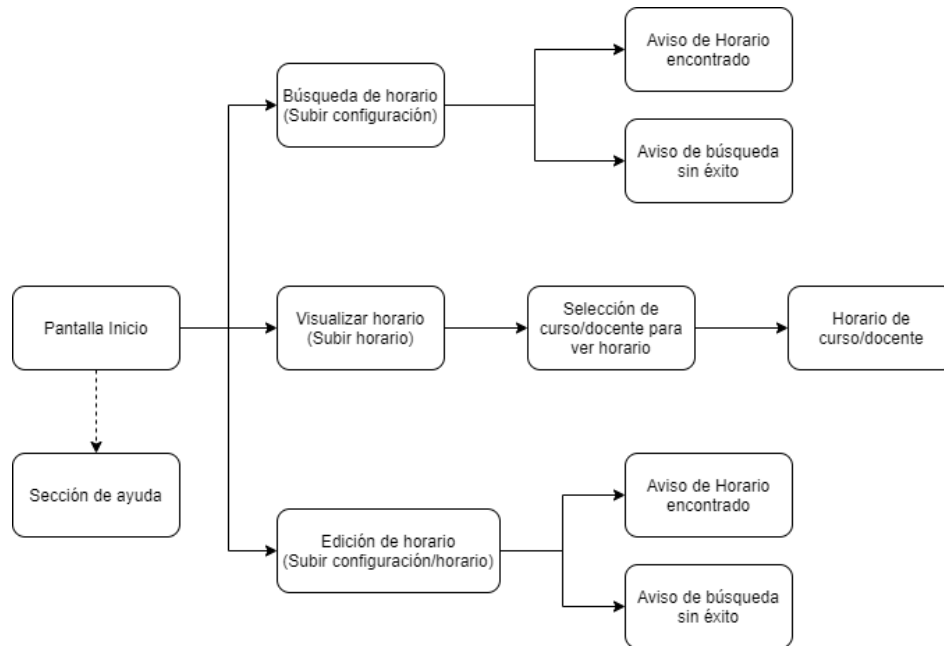 Aviso de Horario
encontrado
Búsqueda de horario
(Subir configuración)
Aviso de búsqueda
sin éxito
Pantalla Inicio
Visualizar horario
(Subir horario)
Selección de
curso/docente para
ver horario
Horario de
curso/docente
Sección de ayuda
Aviso de Horario
encontrado
Edición de horario
(Subir configuración/horario)
Aviso de búsqueda
sin éxito